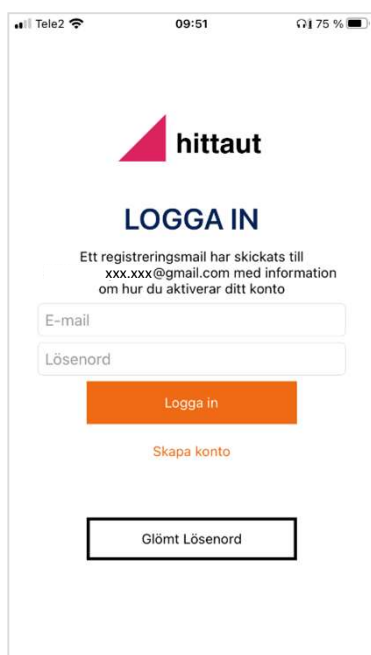 Tele2 09:51 75 %
hittaut
LOGGA IN
Ett registreringsmail har skickats till
xxx.xxx@gmail.com med information
om hur du aktiverar ditt konto
E-mail
Lösenord
Logga in
Skapa konto
Glömt Lösenord